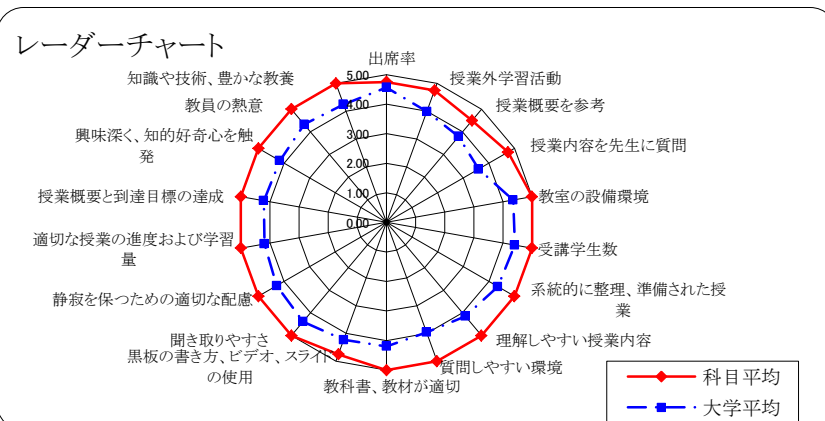 レーダーチャート
出席率
授業外学習活動
授業概要を参考
授業内容を先生に質問
教室の設備環境
受講学生数
系統的に整理、準備された授
業
理解しやすい授業内容
質問しやすい環境
教科書、教材が適切
黒板の書き方、ビデオ、スライド
の使用
聞き取りやすさ
静寂を保つための適切な配慮
適切な授業の進度および学習
量
授業概要と到達目標の達成
興味深く、知的好奇心を触
発
教員の熱意
知識や技術、豊かな教養
5.00
4.00
3.00
2.00
1.00
0.00
科目平均
大学平均